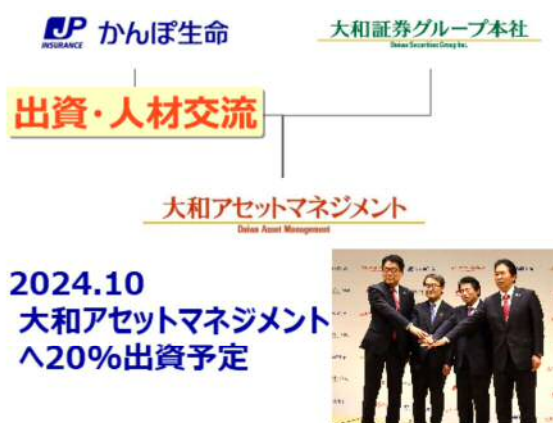 JP
INSURANCE
かんぽ生命
大和証券グループ本社
Daiwa Securities Group Inc.
出資・人材交流
大和アセットマネジメント
Daiwa Asset Management
2024.10
大和アセットマネジメント
へ20%出資予定